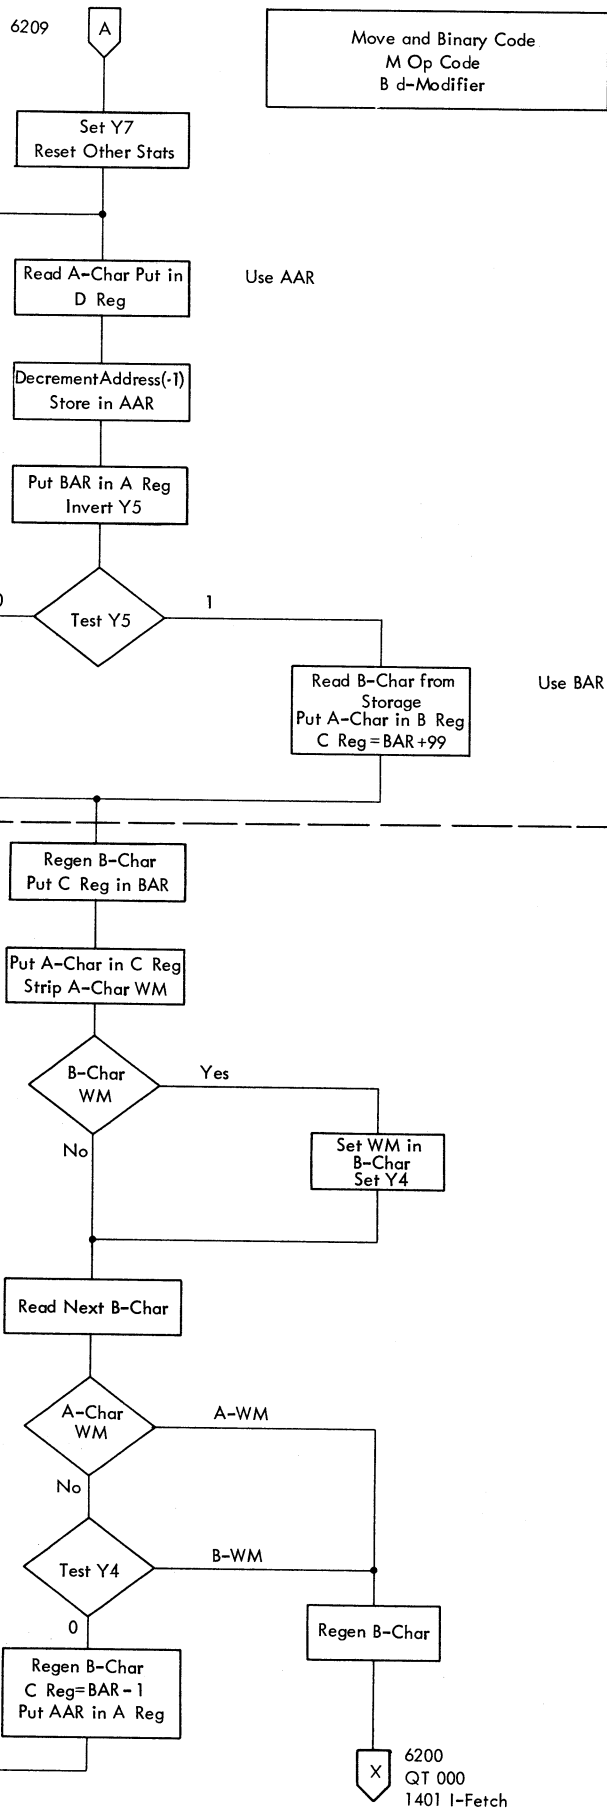 6209
A
Move and Binary Code
M Op Code
B d-Modifier
Set Y7
Reset Other Stats
Read A-Char Put in
D Reg
Use AAR
DecrementAddress(-1)
Store in AAR
Put BAR in A Reg
Invert Y5
Test Y5
1
Read B-Char from
Storage
Put A-Char in B Reg
C Reg=BAR+99
Use BAR
Regen B-Char
Put C Reg in BAR
Put A-Char in C Reg
Strip A-Char WM
B-Char
WM
Yes
No
Set WM in
B-Char
Set Y4
Read Next B-Char
A-Char
WM
A-WM
No
Test Y4
B-WM
0
Regen B-Char
Regen B-Char
C Reg=BAR-1
Put AAR in A Reg
X
6200
QT 000
1401 I-Fetch